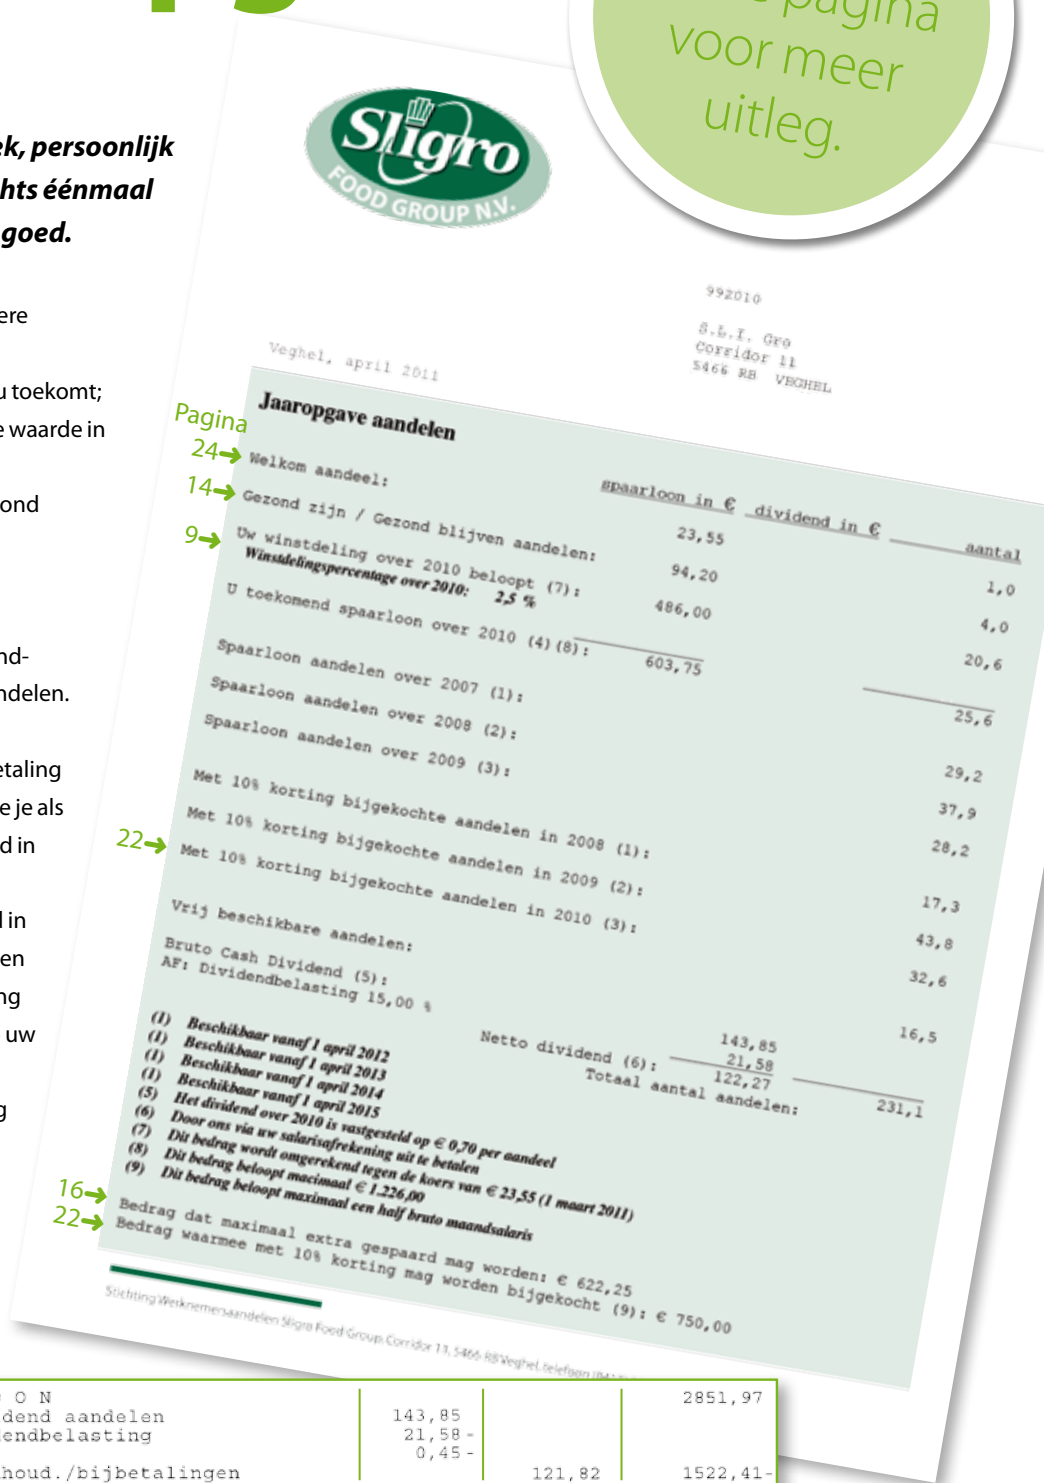 pagina
voor meer
uitleg.
ek, persoonlijk
hts éénmaal
goed.
ere
u toekomt;
e waarde in
ond
nd-
ndelen.
etaling
e je als
d in
l in
en
ng
uw
g
Sligro
FOOD GROUP N.V.
992010
S.L.I. Gro
Corridor 11
5466 RB VEGHEL
Veghel, april 2011
Jaaropgave aandelen
Pagina
spaarloon in € dividend in € aantal
24 Welkom aandeel: 23,55 1,0
14 Gezond zijn / Gezond blijven aandelen: 94,20 4,0
9 Uw winstdeling over 2010 beloopt (7): 486,00 20,6
Winstdelingspercentage over 2010: 2,5 %
U toekomend spaarloon over 2010 (4)(8): 603,75 25,6
Spaarloon aandelen over 2007 (1): 29,2
Spaarloon aandelen over 2008 (2): 37,9
Spaarloon aandelen over 2009 (3): 28,2
Met 10% korting bijgekochte aandelen in 2008 (1): 17,3
Met 10% korting bijgekochte aandelen in 2009 (2): 43,8
22 Met 10% korting bijgekochte aandelen in 2010 (3): 32,6
Vrij beschikbare aandelen: 16,5
Bruto Cash Dividend (5): 143,85
AF: Dividendbelasting 15,00 % 21,58
Netto dividend (6): 122,27
Totaal aantal aandelen: 231,1
(1) Beschikbaar vanaf 1 april 2012
(1) Beschikbaar vanaf 1 april 2013
(1) Beschikbaar vanaf 1 april 2014
(1) Beschikbaar vanaf 1 april 2015
(5) Het dividend over 2010 is vastgesteld op € 0,70 per aandeel
(6) Door ons via uw salarisafrekening uit te betalen
(7) Dit bedrag wordt omgerekend tegen de koers van € 23,55 (1 maart 2011)
(8) Dit bedrag beloopt macimaal € 1.226,00
(9) Dit bedrag beloopt maximaal een half bruto maandsalaris
16 Bedrag dat maximaal extra gespaard mag worden: € 622,25
22 Bedrag waarmee met 10% korting mag worden bijgekocht (9): € 750,00
Stichting Werknemersaandelen Sligro Food Group, Corridor 11, 5466 RB Veghel, telefoon
O N 2851,97
dend aandelen 143,85
endbelasting 21,58-
0,45-
houd./bijbetalingen 121,82 1522,41-